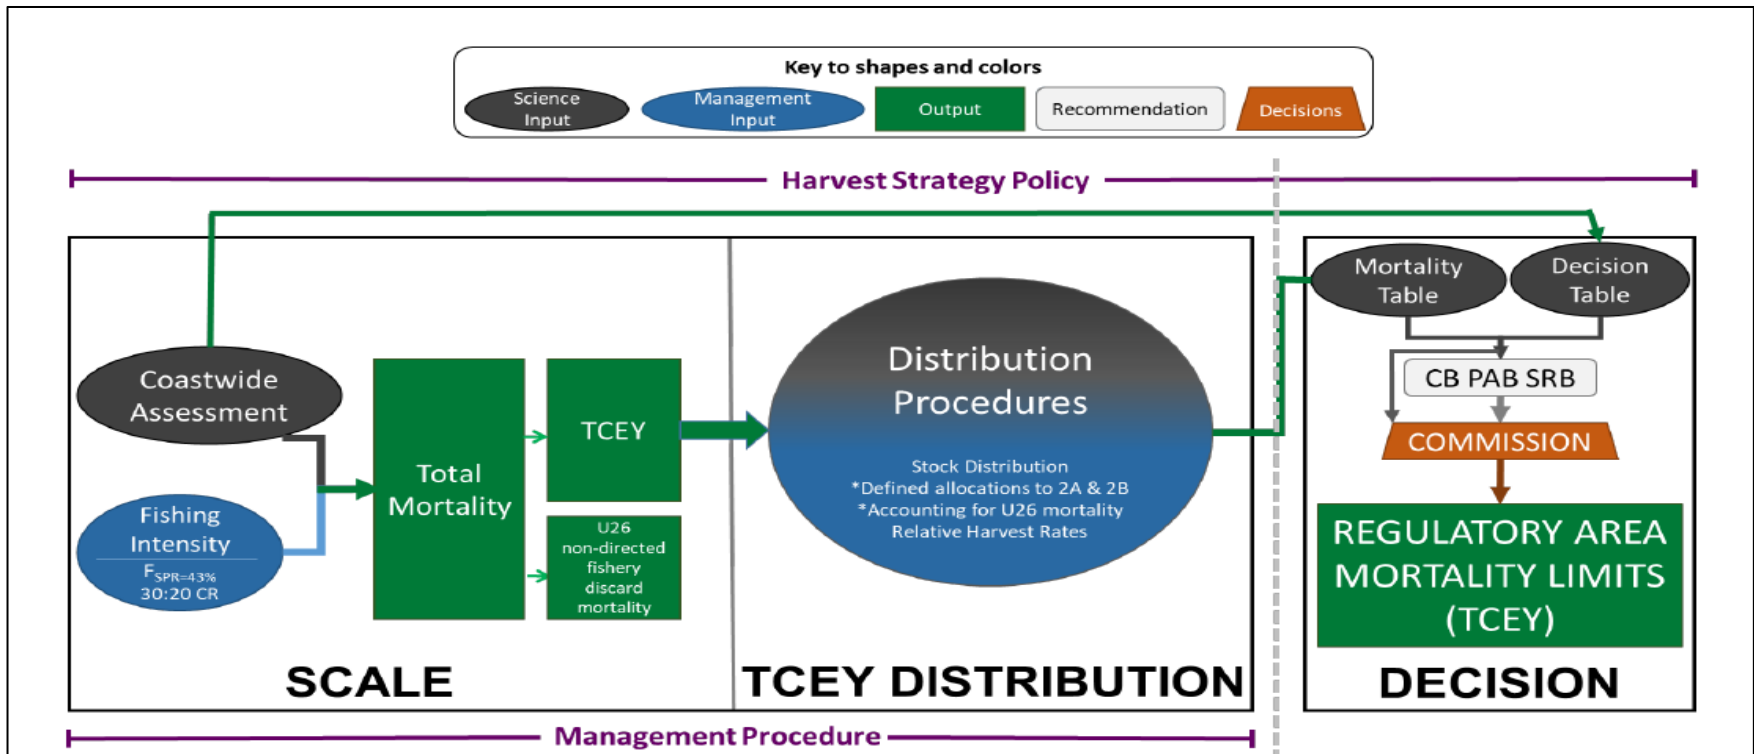 Key to shapes and colors
Science
Input
Management
Input
Output
Recommendation
Decisions
Harvest Strategy Policy
Coastwide
Assessment
Fishing
Intensity
F_SPR=43%
30:20 CR
Total
Mortality
TCEY
U26
non-directed
fishery
discard
mortality
SCALE
Distribution
Procedures
Stock Distribution
*Defined allocations to 2A & 2B
*Accounting for U26 mortality
Relative Harvest Rates
TCEY DISTRIBUTION
Mortality
Table
Decision
Table
CB PAB SRB
COMMISSION
REGULATORY AREA
MORTALITY LIMITS
(TCEY)
DECISION
Management Procedure